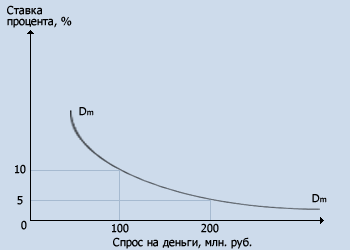 Ставка
процента, %
Dm
10
5
Dm
0
100
200
Спрос на деньги, млн. руб.